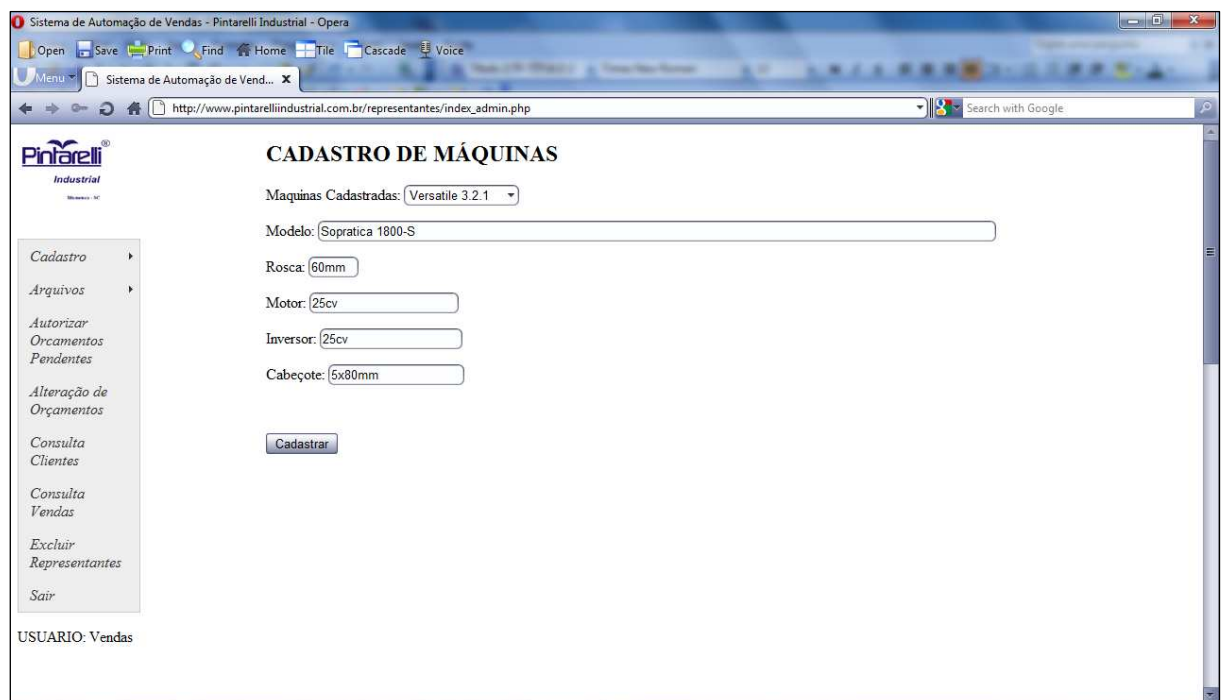 Sistema de Automação de Vendas - Pintarelli Industrial - Opera
Open Save Print Find Home Tile Cascade Voice
Menu Sistema de Automação de Vend... X
http://www.pintarelliindustrial.com.br/representantes/index_admin.php Search with Google
Pintarelli®
Industrial
CADASTRO DE MÁQUINAS
Maquinas Cadastradas: Versatile 3.2.1
Modelo: Sopratica 1800-S
Rosca: 60mm
Motor: 25cv
Inversor: 25cv
Cabeçote: 5x80mm
Cadastrar
Cadastro
Arquivos
Autorizar
Orcamentos
Pendentes
Alteração de
Orçamentos
Consulta
Clientes
Consulta
Vendas
Excluir
Representantes
Sair
USUARIO: Vendas